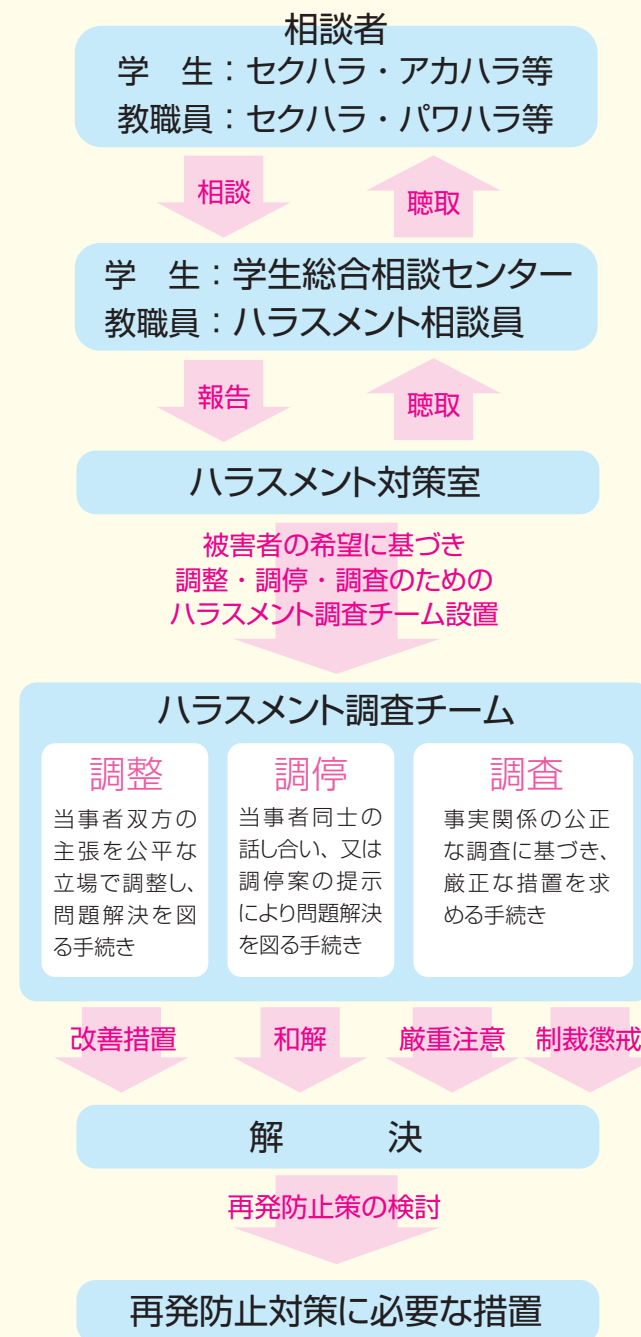 相談者
学　生：セクハラ・アカハラ等
教職員：セクハラ・パワハラ等
相談
聴取
学　生：学生総合相談センター
教職員：ハラスメント相談員
報告
聴取
ハラスメント対策室
被害者の希望に基づき
調整・調停・調査のための
ハラスメント調査チーム設置
ハラスメント調査チーム
調整
当事者双方の
主張を公平な
立場で調整し、
問題解決を図
る手続き
調停
当事者同士の
話し合い、又は
調停案の提示
により問題解決
を図る手続き
調査
事実関係の公正
な調査に基づき、
厳正な措置を求
める手続き
改善措置
和解
厳重注意
制裁懲戒
解　　決
再発防止策の検討
再発防止対策に必要な措置